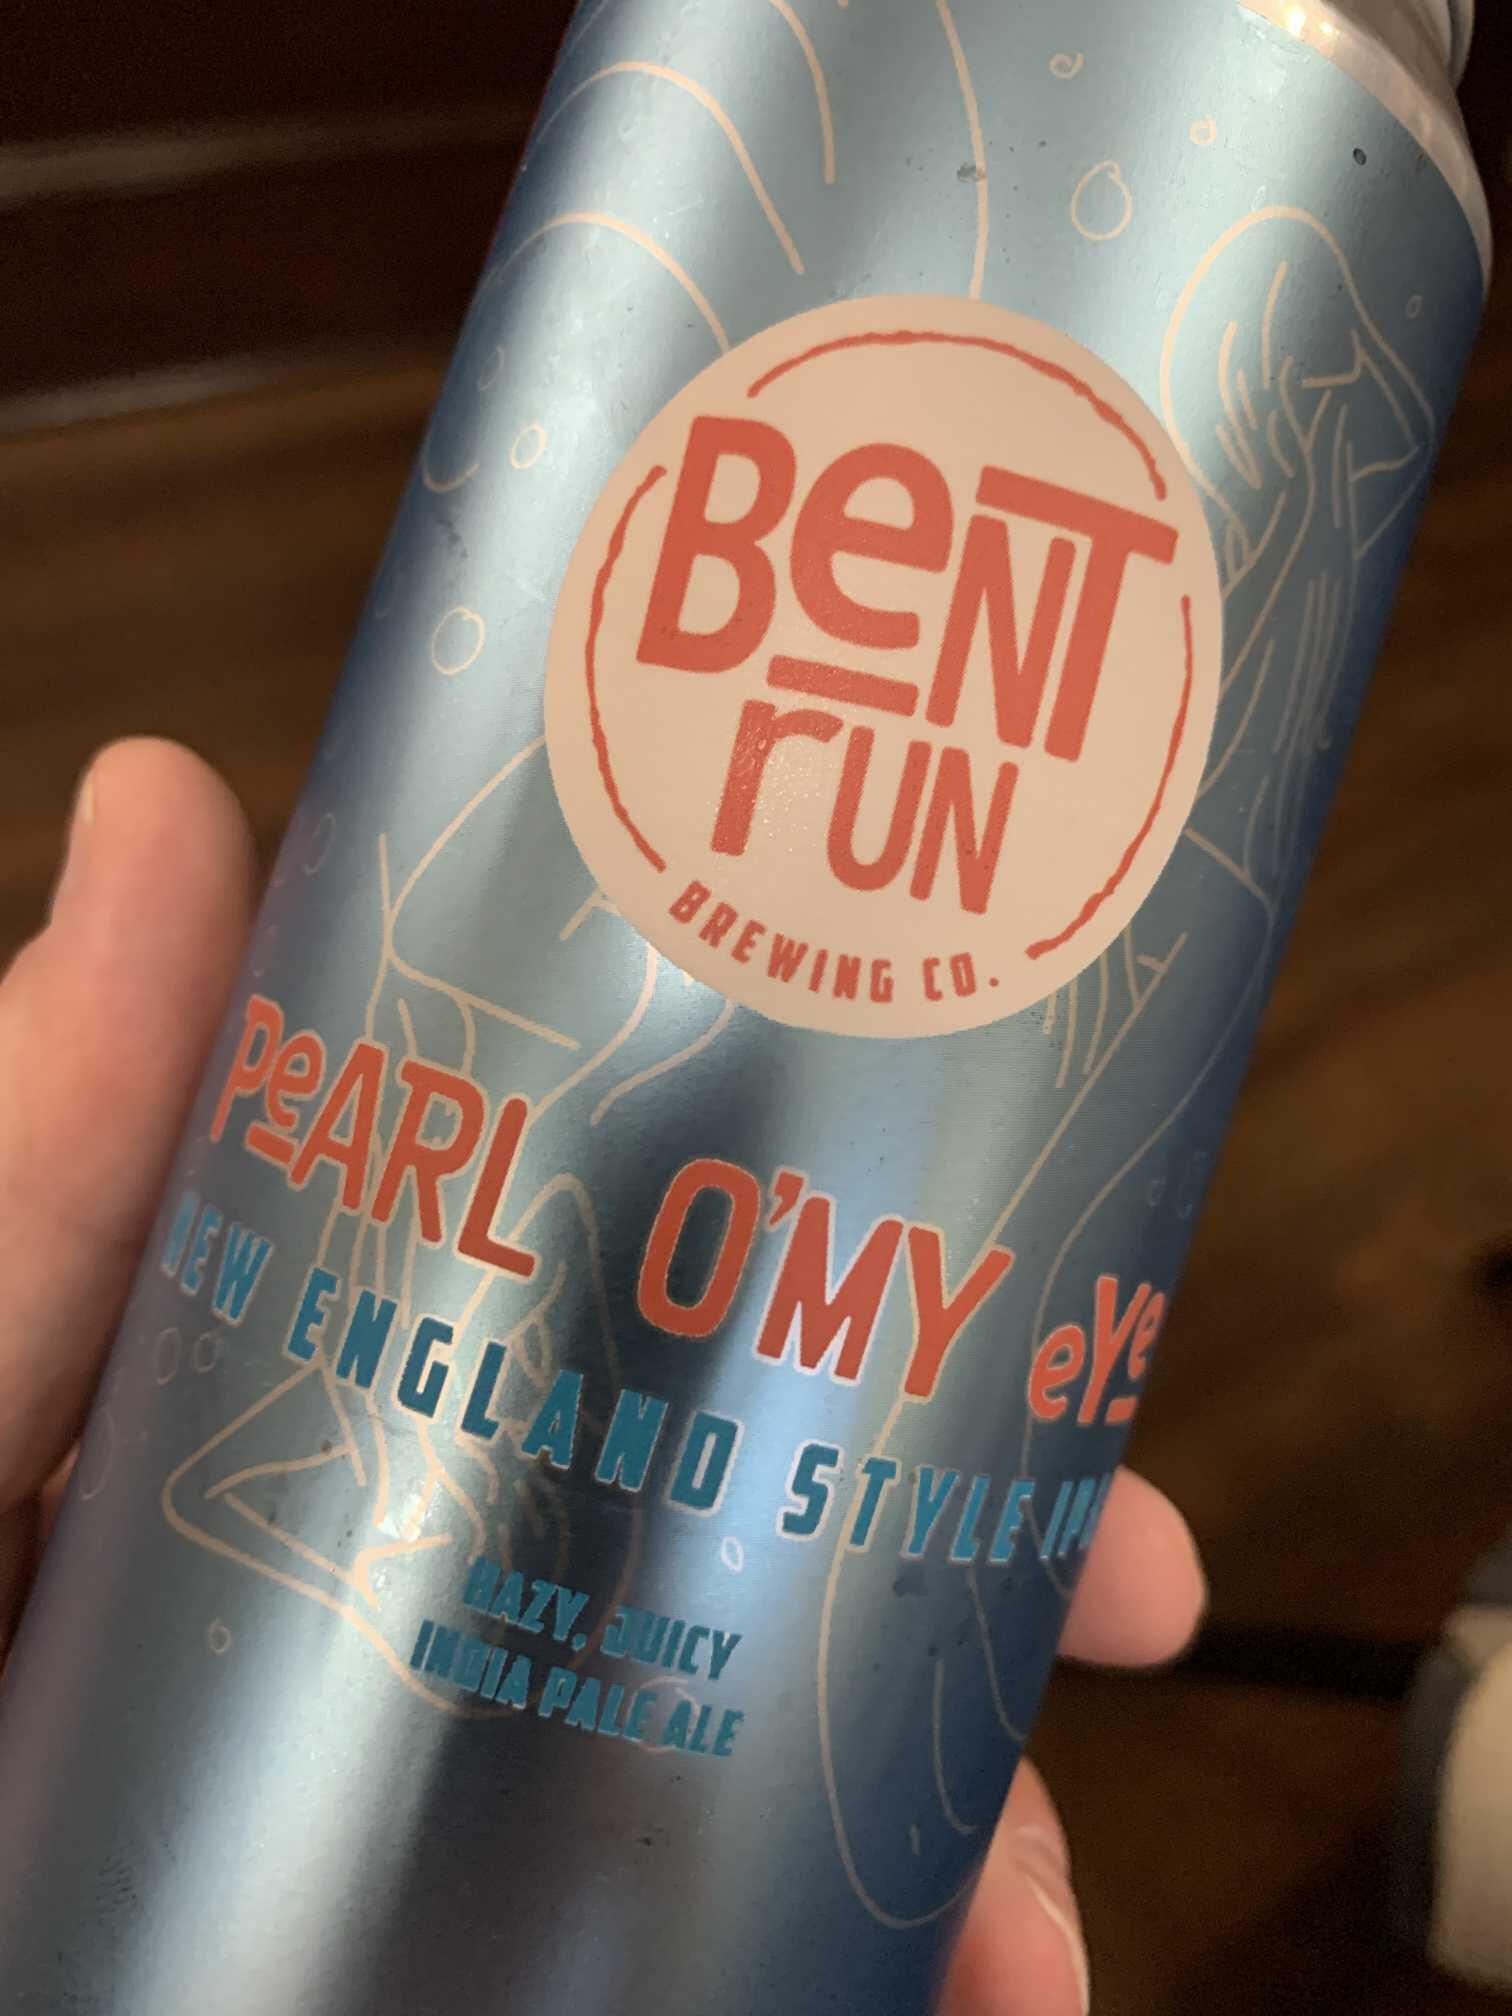 BeNT
rUN
BREWING CO.
PeARL O'MY eYe
NEW ENGLAND STYLE IPA
HAZY, JUICY
INDIA PALE ALE